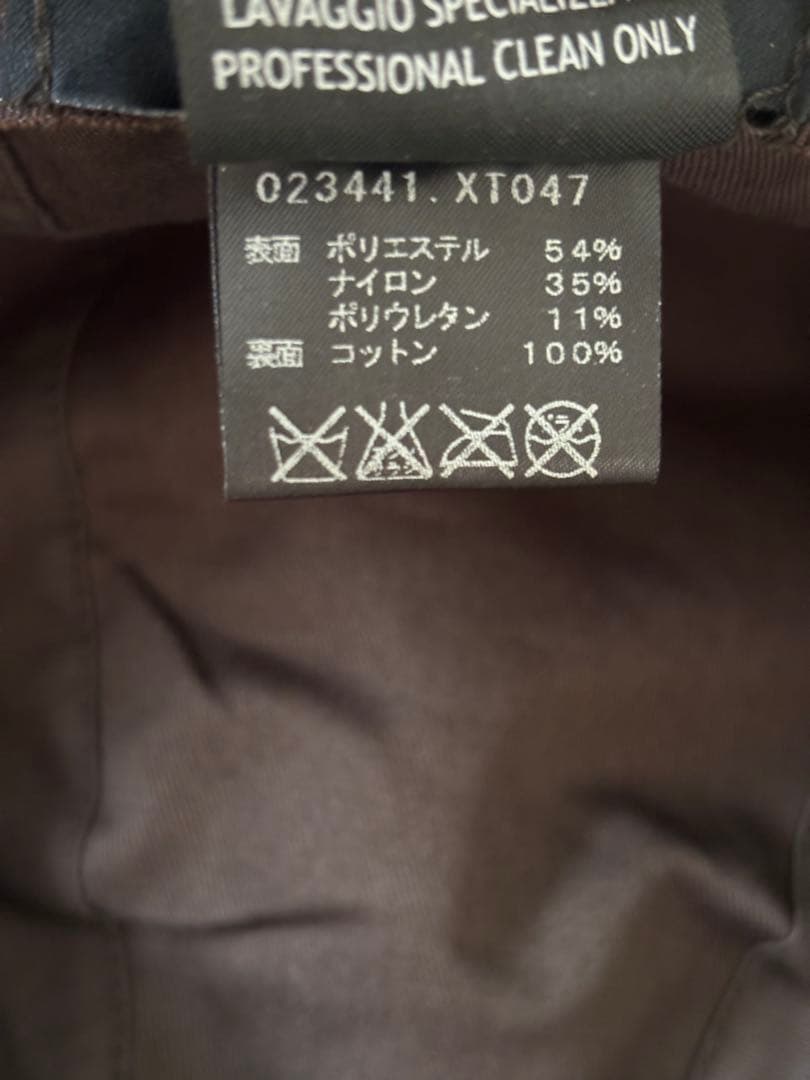 LAVAGGIO
PROFESSIONAL CLEAN ONLY
023441. XT047
表面 ポリエステル 54%
ナイロン 35%
ポリウレタン 11%
裏面 コットン 100%